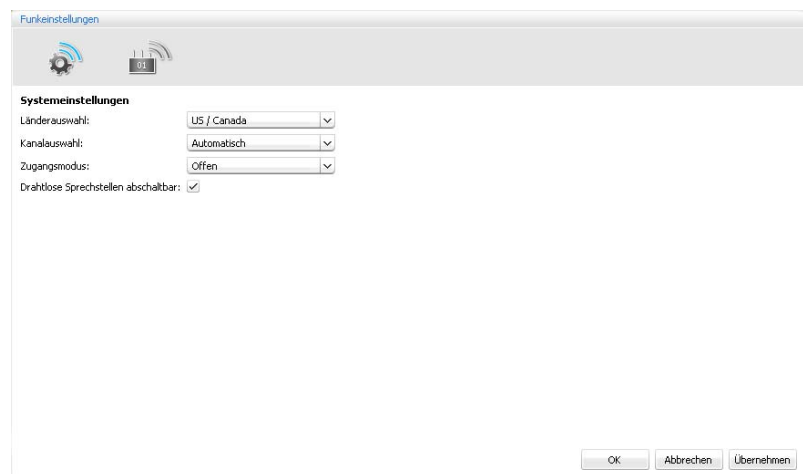 Funkeinstellungen
01
Systemeinstellungen
Länderauswahl: US / Canada
Kanalauswahl: Automatisch
Zugangsmodus: Offen
Drahtlose Sprechstellen abschaltbar:
OK Abbrechen Übernehmen